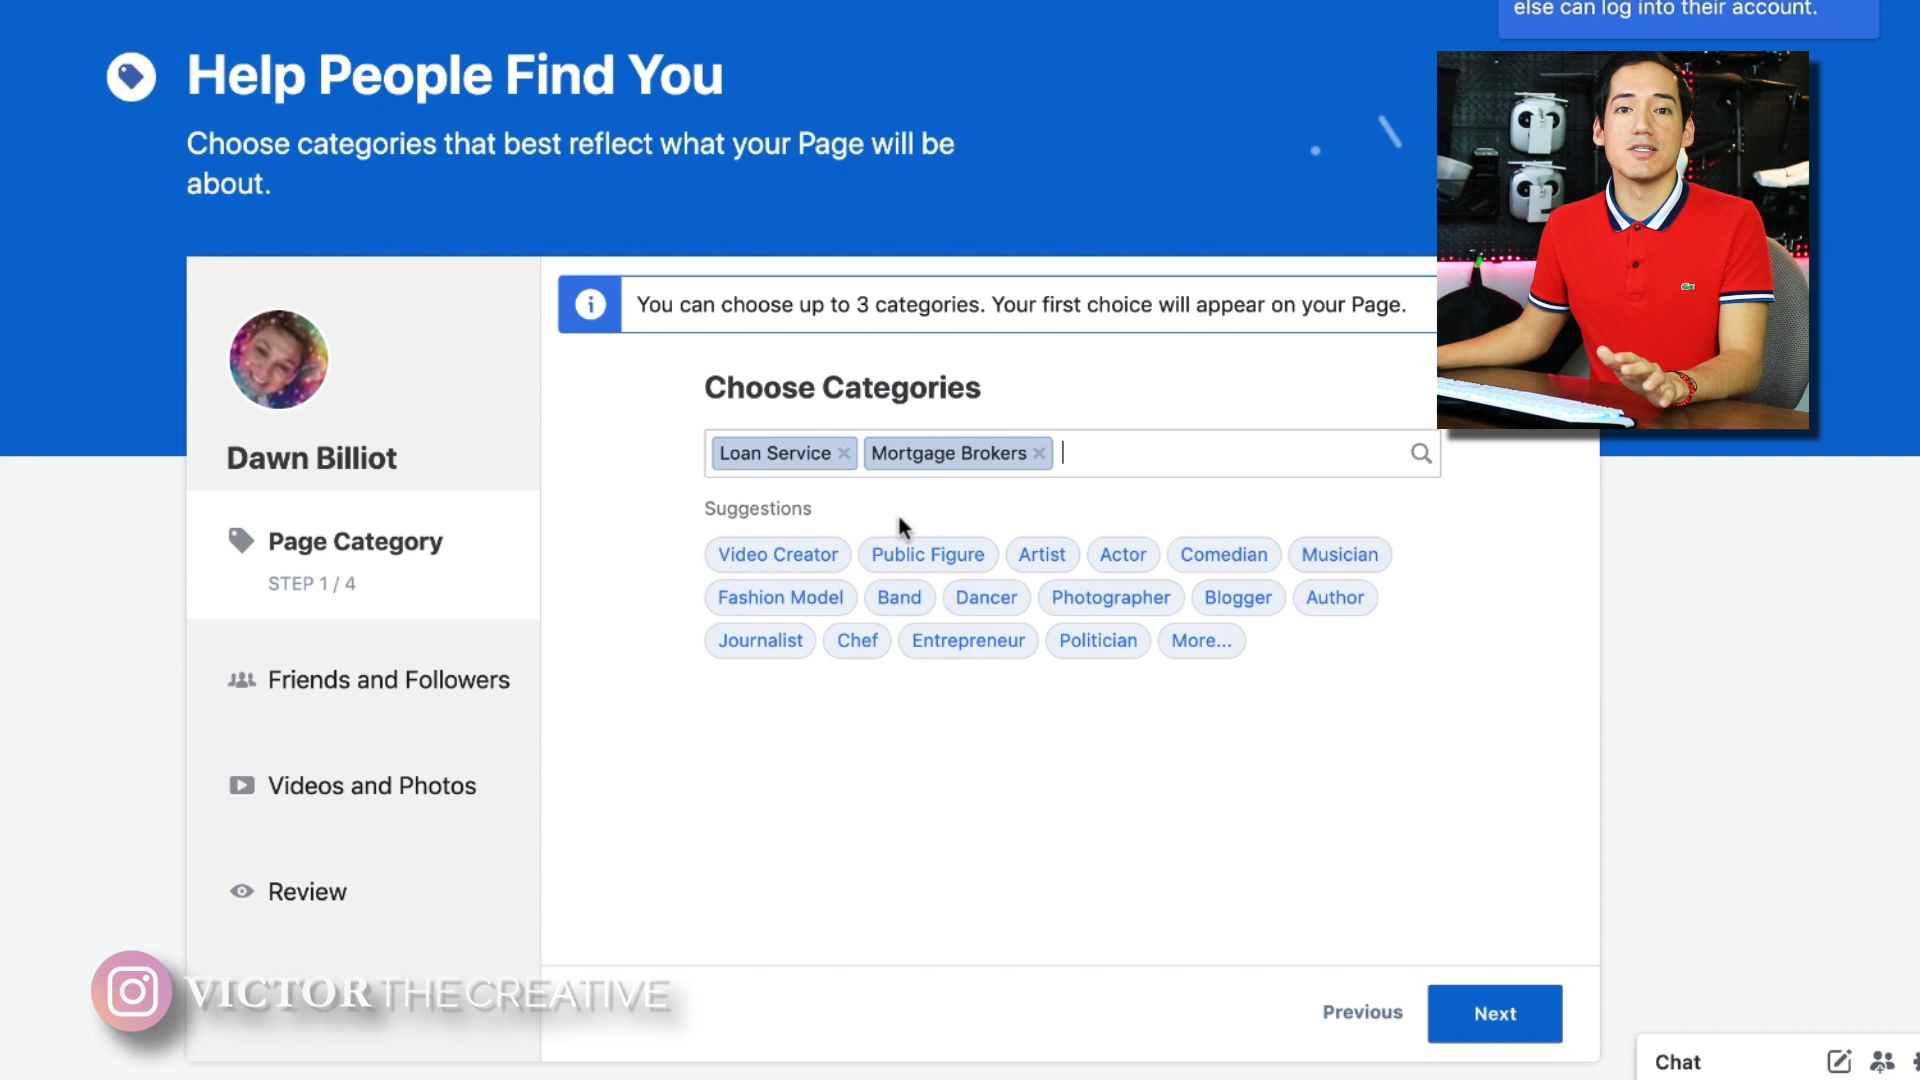 else can log into their account.
Help People Find You
Choose categories that best reflect what your Page will be
about.
You can choose up to 3 categories. Your first choice will appear on your Page.
Dawn Billiot
Page Category
STEP 1 / 4
Friends and Followers
Videos and Photos
Review
Choose Categories
Loan Service Mortgage Brokers
Suggestions
Video Creator Public Figure Artist Actor Comedian Musician
Fashion Model Band Dancer Photographer Blogger Author
Journalist Chef Entrepreneur Politician More...
VICTOR THE CREATIVE
Previous Next
Chat